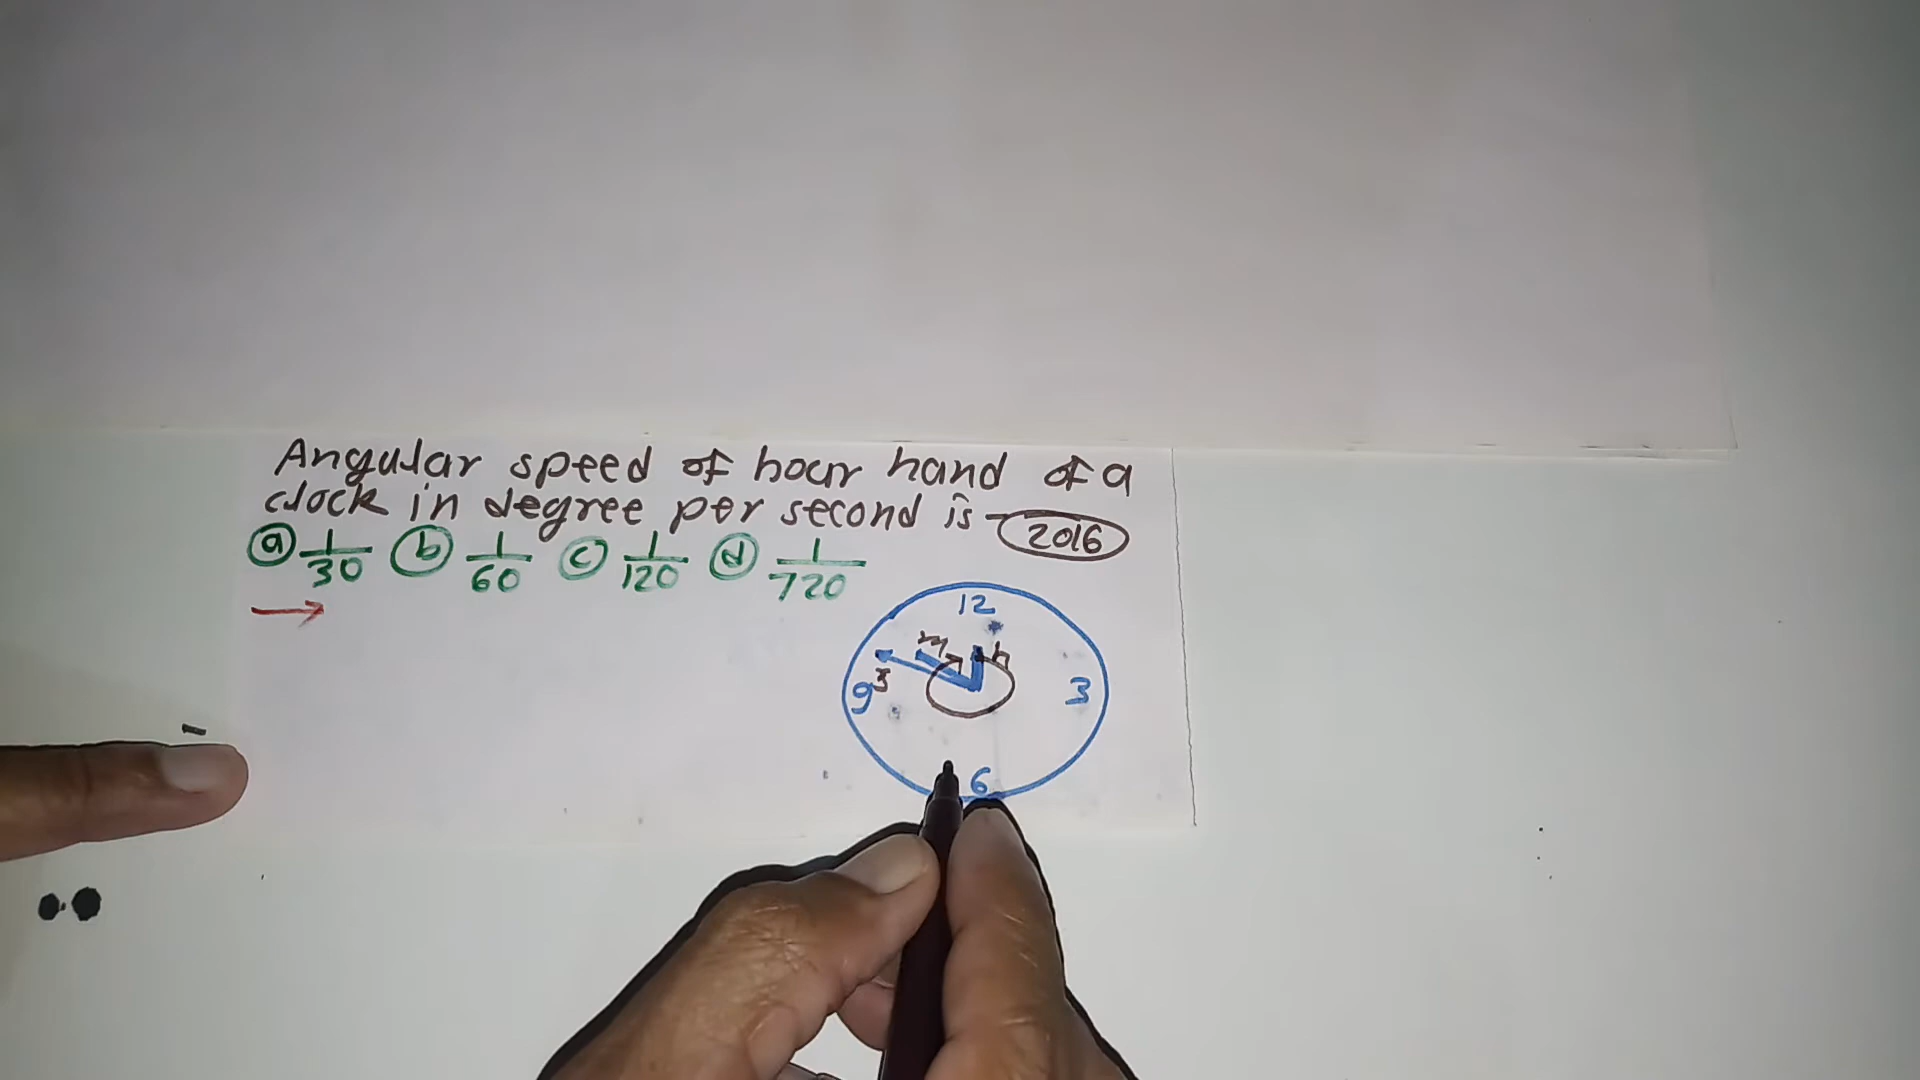 Angular speed of hour hand of a
clock in degree per second is - 2016
(a) 1/30 (b) 1/60 (c) 1/120 (d) 1/720
→
12
m h
3
9 3
6